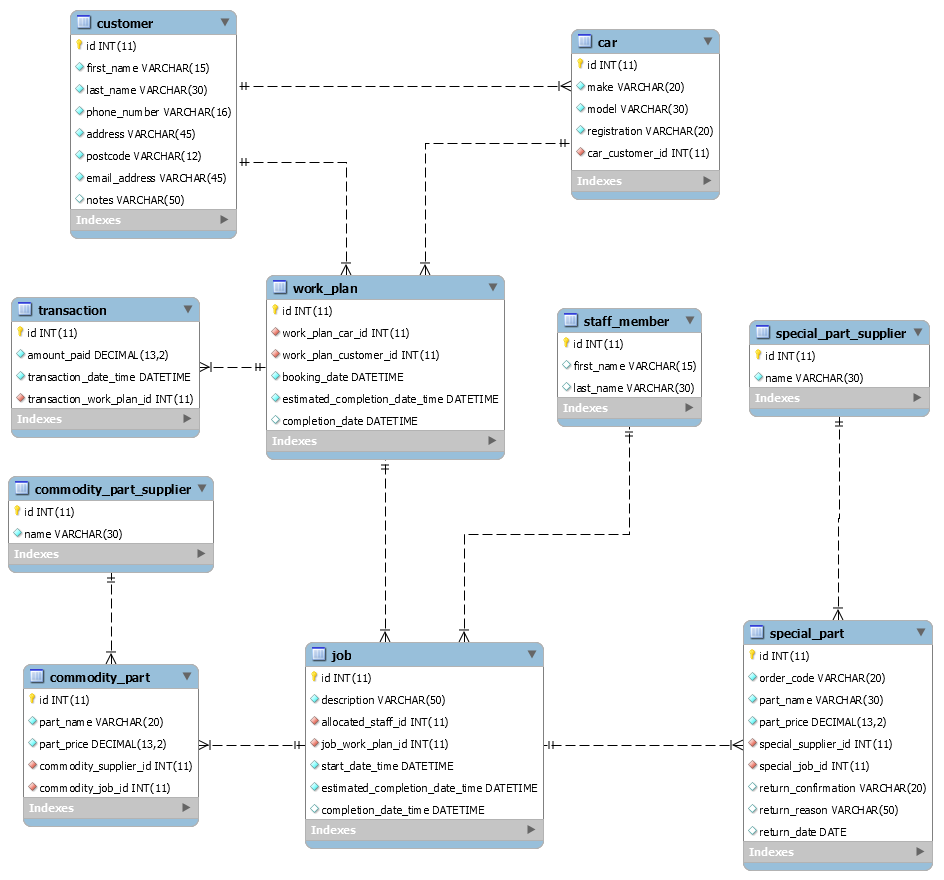 customer
id INT(11)
first_name VARCHAR(15)
last_name VARCHAR(30)
phone_number VARCHAR(16)
address VARCHAR(45)
postcode VARCHAR(12)
email_address VARCHAR(45)
notes VARCHAR(50)
Indexes
car
id INT(11)
make VARCHAR(20)
model VARCHAR(30)
registration VARCHAR(20)
car_customer_id INT(11)
Indexes
work_plan
id INT(11)
work_plan_car_id INT(11)
work_plan_customer_id INT(11)
booking_date DATETIME
estimated_completion_date_time DATETIME
completion_date DATETIME
Indexes
transaction
id INT(11)
amount_paid DECIMAL(13,2)
transaction_date_time DATETIME
transaction_work_plan_id INT(11)
Indexes
staff_member
id INT(11)
first_name VARCHAR(15)
last_name VARCHAR(30)
Indexes
special_part_supplier
id INT(11)
name VARCHAR(30)
Indexes
commodity_part_supplier
id INT(11)
name VARCHAR(30)
Indexes
commodity_part
id INT(11)
part_name VARCHAR(20)
part_price DECIMAL(13,2)
commodity_supplier_id INT(11)
commodity_job_id INT(11)
Indexes
job
id INT(11)
description VARCHAR(50)
allocated_staff_id INT(11)
job_work_plan_id INT(11)
start_date_time DATETIME
estimated_completion_date_time DATETIME
completion_date_time DATETIME
Indexes
special_part
id INT(11)
order_code VARCHAR(20)
part_name VARCHAR(30)
part_price DECIMAL(13,2)
special_supplier_id INT(11)
special_job_id INT(11)
return_confirmation VARCHAR(20)
return_reason VARCHAR(50)
return_date DATE
Indexes